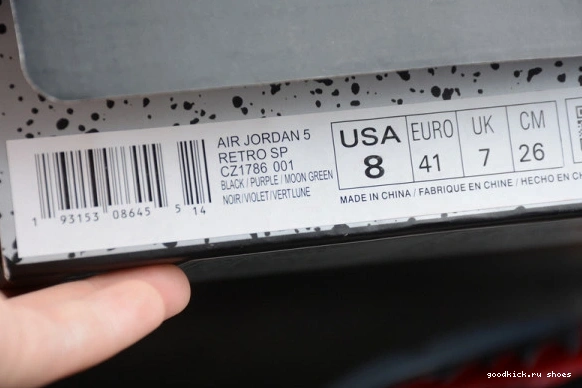 AIR JORDAN 5
RETRO SP
CZ1786 001
BLACK / PURPLE / MOON GREEN
NOIR/VIOLET/VERT LUNE
1 93153 08645 5 14
USA EURO UK CM
8 41 7 26
MADE IN CHINA / FABRIQUE EN CHINE / HECHO EN
goodkick.ru shoes